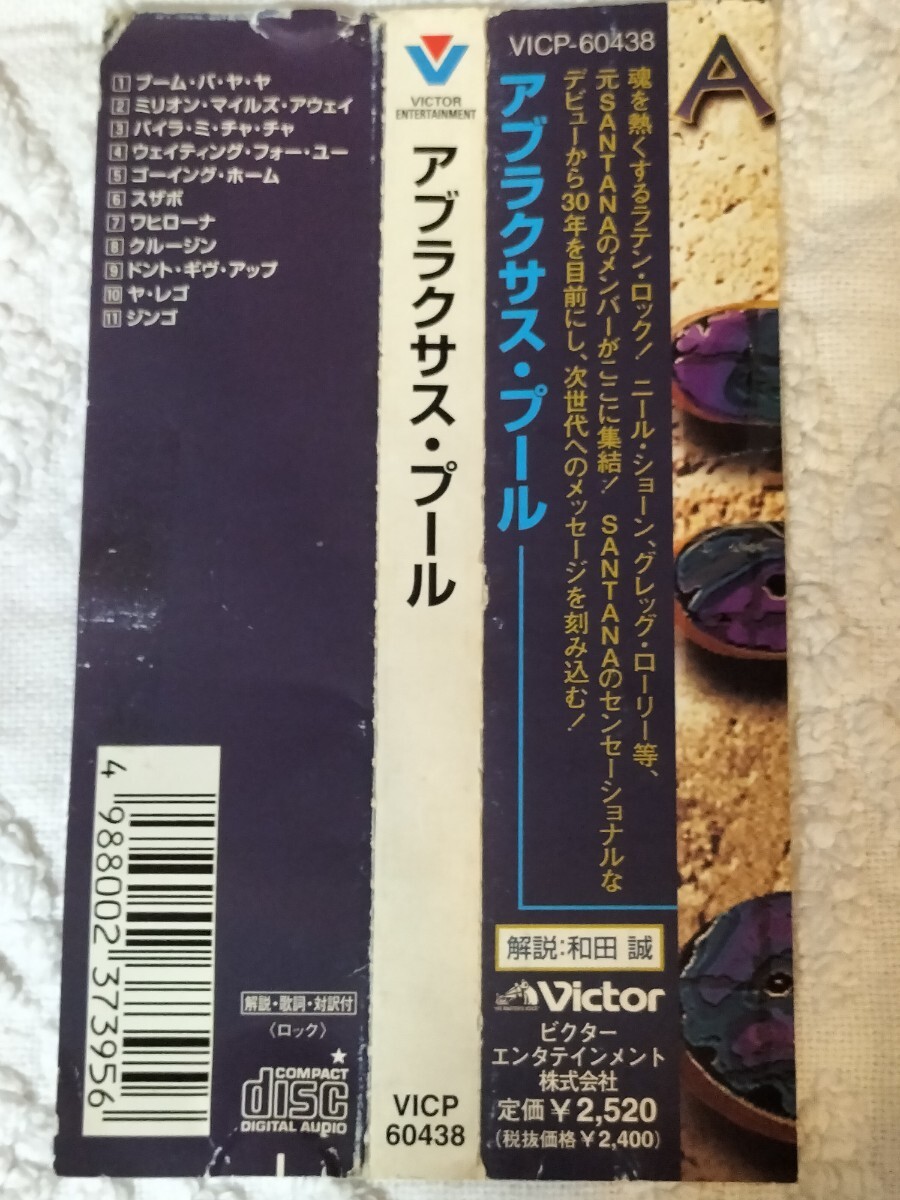 1 ブーム・バ・ヤ・ヤ
2 ミリオン・マイルズ・アウェイ
3 バイラ・ミ・チャ・チャ
4 ウェイティング・フォー・ユー
5 ゴーイング・ホーム
6 スザボ
7 ワヒローナ
8 クルージン
9 ドント・ギヴ・アップ
10 ヤ・レゴ
11 ジンゴ
4 988002 373956
解説・歌詞・対訳付
〈ロック〉
★
COMPACT
disc
DIGITAL AUDIO
VICTOR
ENTERTAINMENT
アブラクサス・プール
VICP
60438
VICP-60438
アブラクサス・プール
魂を熱くするラテン・ロック! ニール・ショーン、グレッグ・ローリー等、
元SANTANAのメンバーがここに集結! SANTANAのセンセーショナルな
デビューから30年を目前にし、次世代へのメッセージを刻み込む!
解説:和田 誠
Victor
ビクター
エンタテインメント
株式会社
定価¥2,520
(税抜価格¥2,400)
A